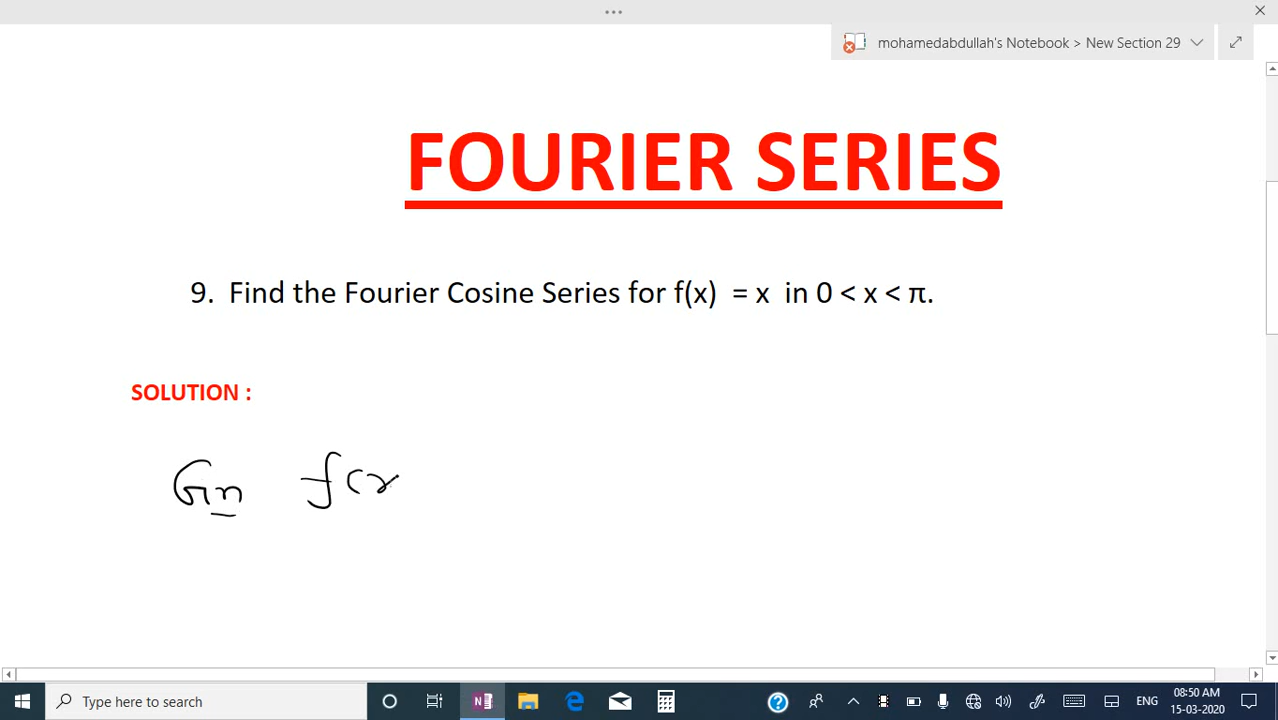 mohamedabdullah's Notebook > New Section 29
FOURIER SERIES
9. Find the Fourier Cosine Series for f(x) = x in 0 < x < π.
SOLUTION :
Gin f(x
Type here to search
ENG
08:50 AM
15-03-2020